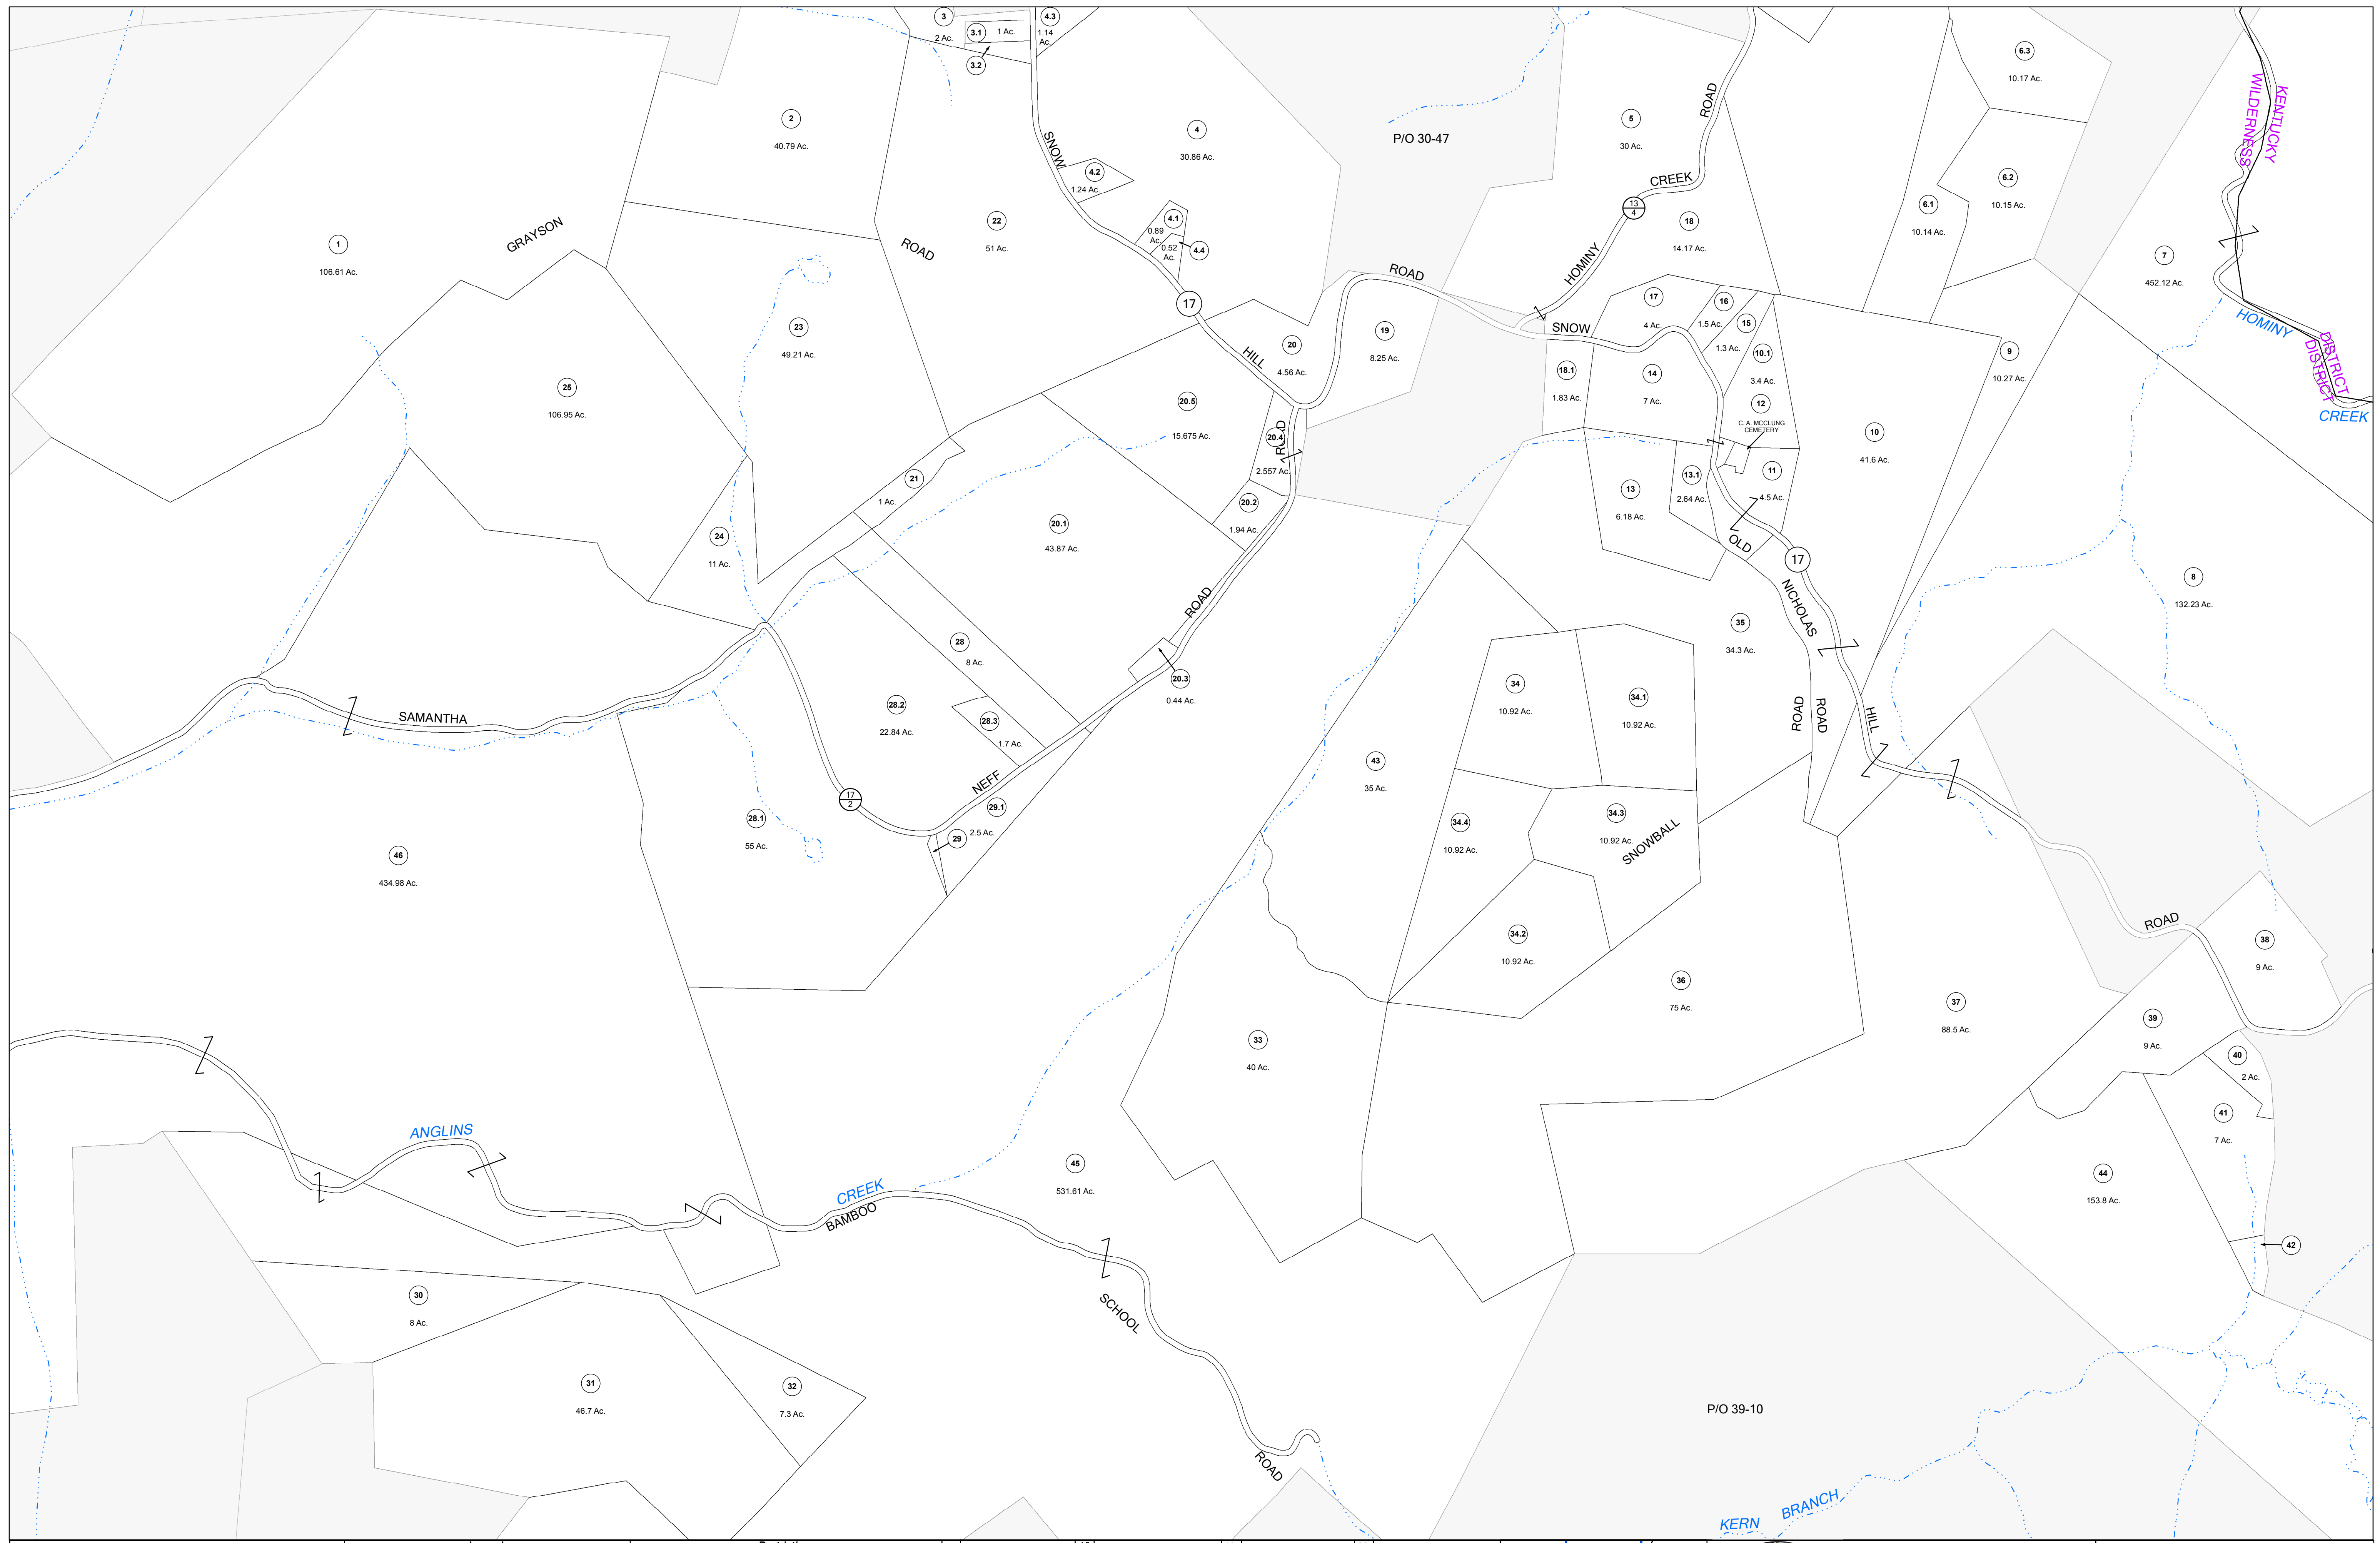 3
2 Ac.
3.1
1 Ac.
3.2
4.3
1.14
Ac.
2
40.79 Ac.
SNOW
4
30.86 Ac.
4.2
1.24 Ac.
4.1
0.89
Ac.
0.52
Ac.
4.4
P/O 30-47
5
30 Ac.
ROAD
CREEK
13
4
HOMINY
18
14.17 Ac.
6.3
10.17 Ac.
6.2
10.15 Ac.
6.1
10.14 Ac.
WILDERNESS
KENTUCKY
7
452.12 Ac.
HOMINY
DISTRICT
DISTRICT
CREEK
1
106.61 Ac.
GRAYSON
ROAD
22
51 Ac.
17
23
49.21 Ac.
25
106.95 Ac.
HILL
20
4.56 Ac.
ROAD
19
8.25 Ac.
SNOW
17
4 Ac.
16
1.5 Ac.
15
1.3 Ac.
10.1
3.4 Ac.
9
10.27 Ac.
18.1
1.83 Ac.
14
7 Ac.
12
C. A. MCCLUNG
CEMETERY
10
41.6 Ac.
20.5
15.675 Ac.
20.4
ROAD
2.557 Ac.
20.2
1.94 Ac.
21
1 Ac.
24
11 Ac.
20.1
43.87 Ac.
13
6.18 Ac.
13.1
2.64 Ac.
11
4.5 Ac.
OLD
17
NICHOLAS
8
132.23 Ac.
ROAD
20.3
0.44 Ac.
28
8 Ac.
28.2
22.84 Ac.
28.3
1.7 Ac.
SAMANTHA
NEFF
17
2
29.1
2.5 Ac.
29
28.1
55 Ac.
46
434.98 Ac.
35
34.3 Ac.
34
10.92 Ac.
34.1
10.92 Ac.
ROAD
ROAD
HILL
43
35 Ac.
34.4
10.92 Ac.
34.3
10.92 Ac.
SNOWBALL
34.2
10.92 Ac.
36
75 Ac.
37
88.5 Ac.
ROAD
38
9 Ac.
39
9 Ac.
40
2 Ac.
41
7 Ac.
33
40 Ac.
ANGLINS
CREEK
BAMBOO
45
531.61 Ac.
44
153.8 Ac.
42
30
8 Ac.
SCHOOL
31
46.7 Ac.
32
7.3 Ac.
P/O 39-10
ROAD
KERN
BRANCH